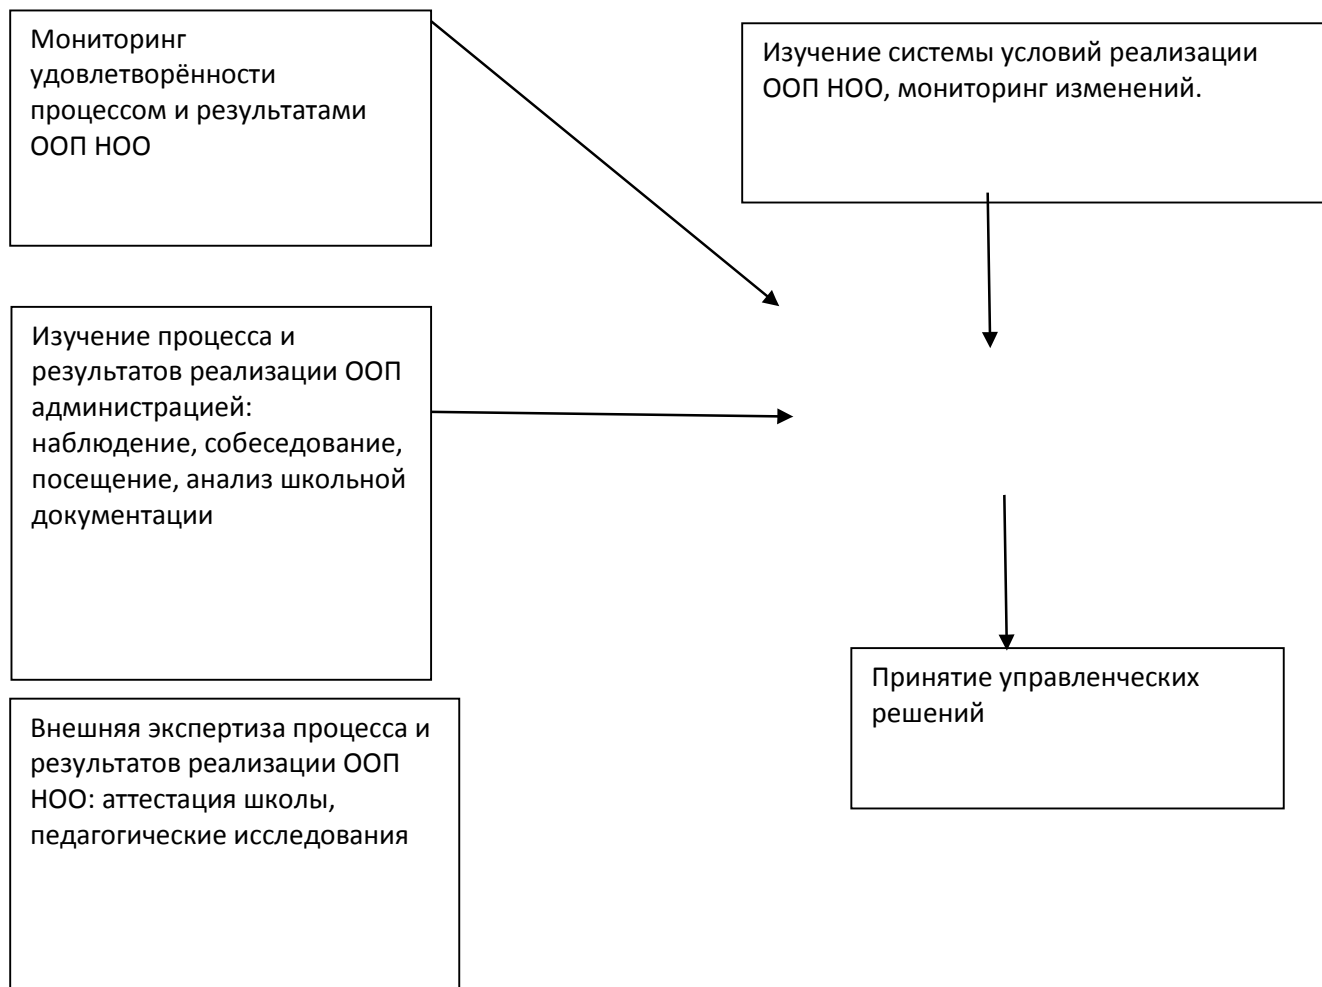 Мониторинг
удовлетворённости
процессом и результатами
ООП НОО
Изучение системы условий реализации
ООП НОО, мониторинг изменений.
Изучение процесса и
результатов реализации ООП
администрацией:
наблюдение, собеседование,
посещение, анализ школьной
документации
Принятие управленческих
решений
Внешняя экспертиза процесса и
результатов реализации ООП
НОО: аттестация школы,
педагогические исследования